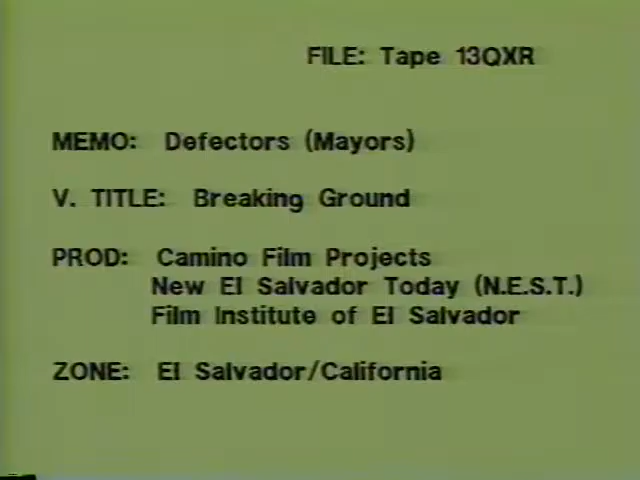 FILE: Tape 13QXR
MEMO: Defectors (Mayors)
V. TITLE: Breaking Ground
PROD: Camino Film Projects
New El Salvador Today (N.E.S.T.)
Film Institute of El Salvador
ZONE: El Salvador/California